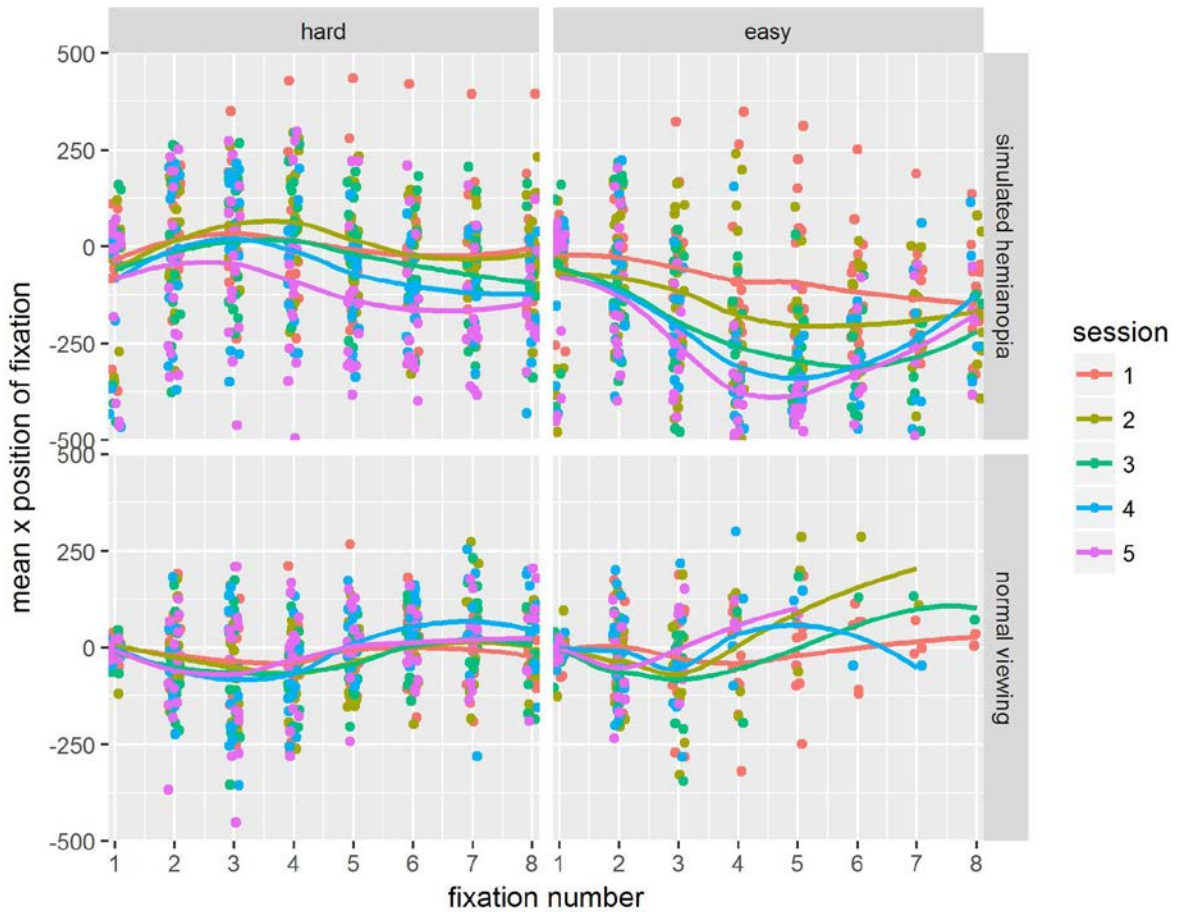 hard easy
500
250
0
-250
-500
simulated hemianopia
500
250
0
-250
-500
normal viewing
1 2 3 4 5 6 7 8 1 2 3 4 5 6 7 8
fixation number
mean x position of fixation
session
1
2
3
4
5